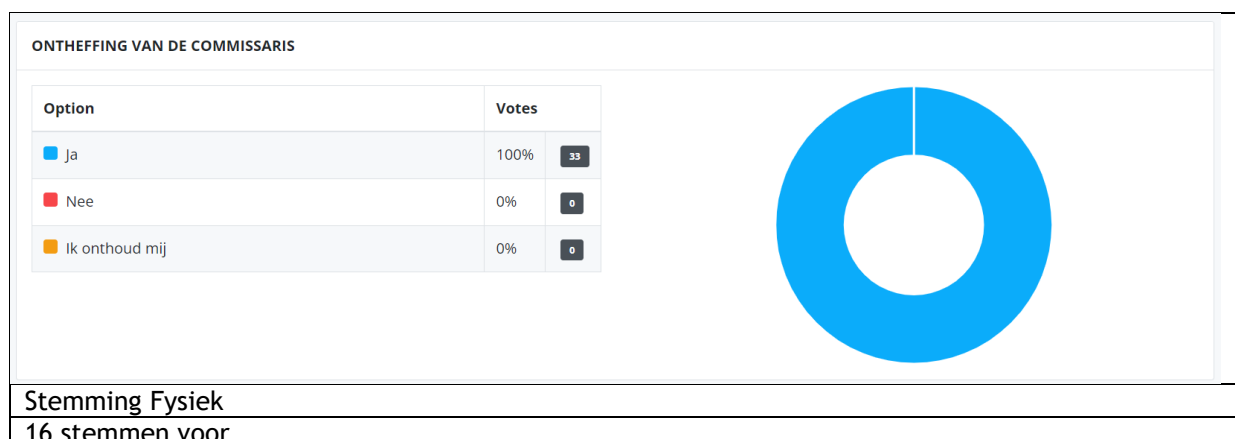 ONTHEFFING VAN DE COMMISSARIS
Option Votes
Ja 100% 33
Nee 0% 0
Ik onthoud mij 0% 0
Stemming Fysiek
16 stemmen voor